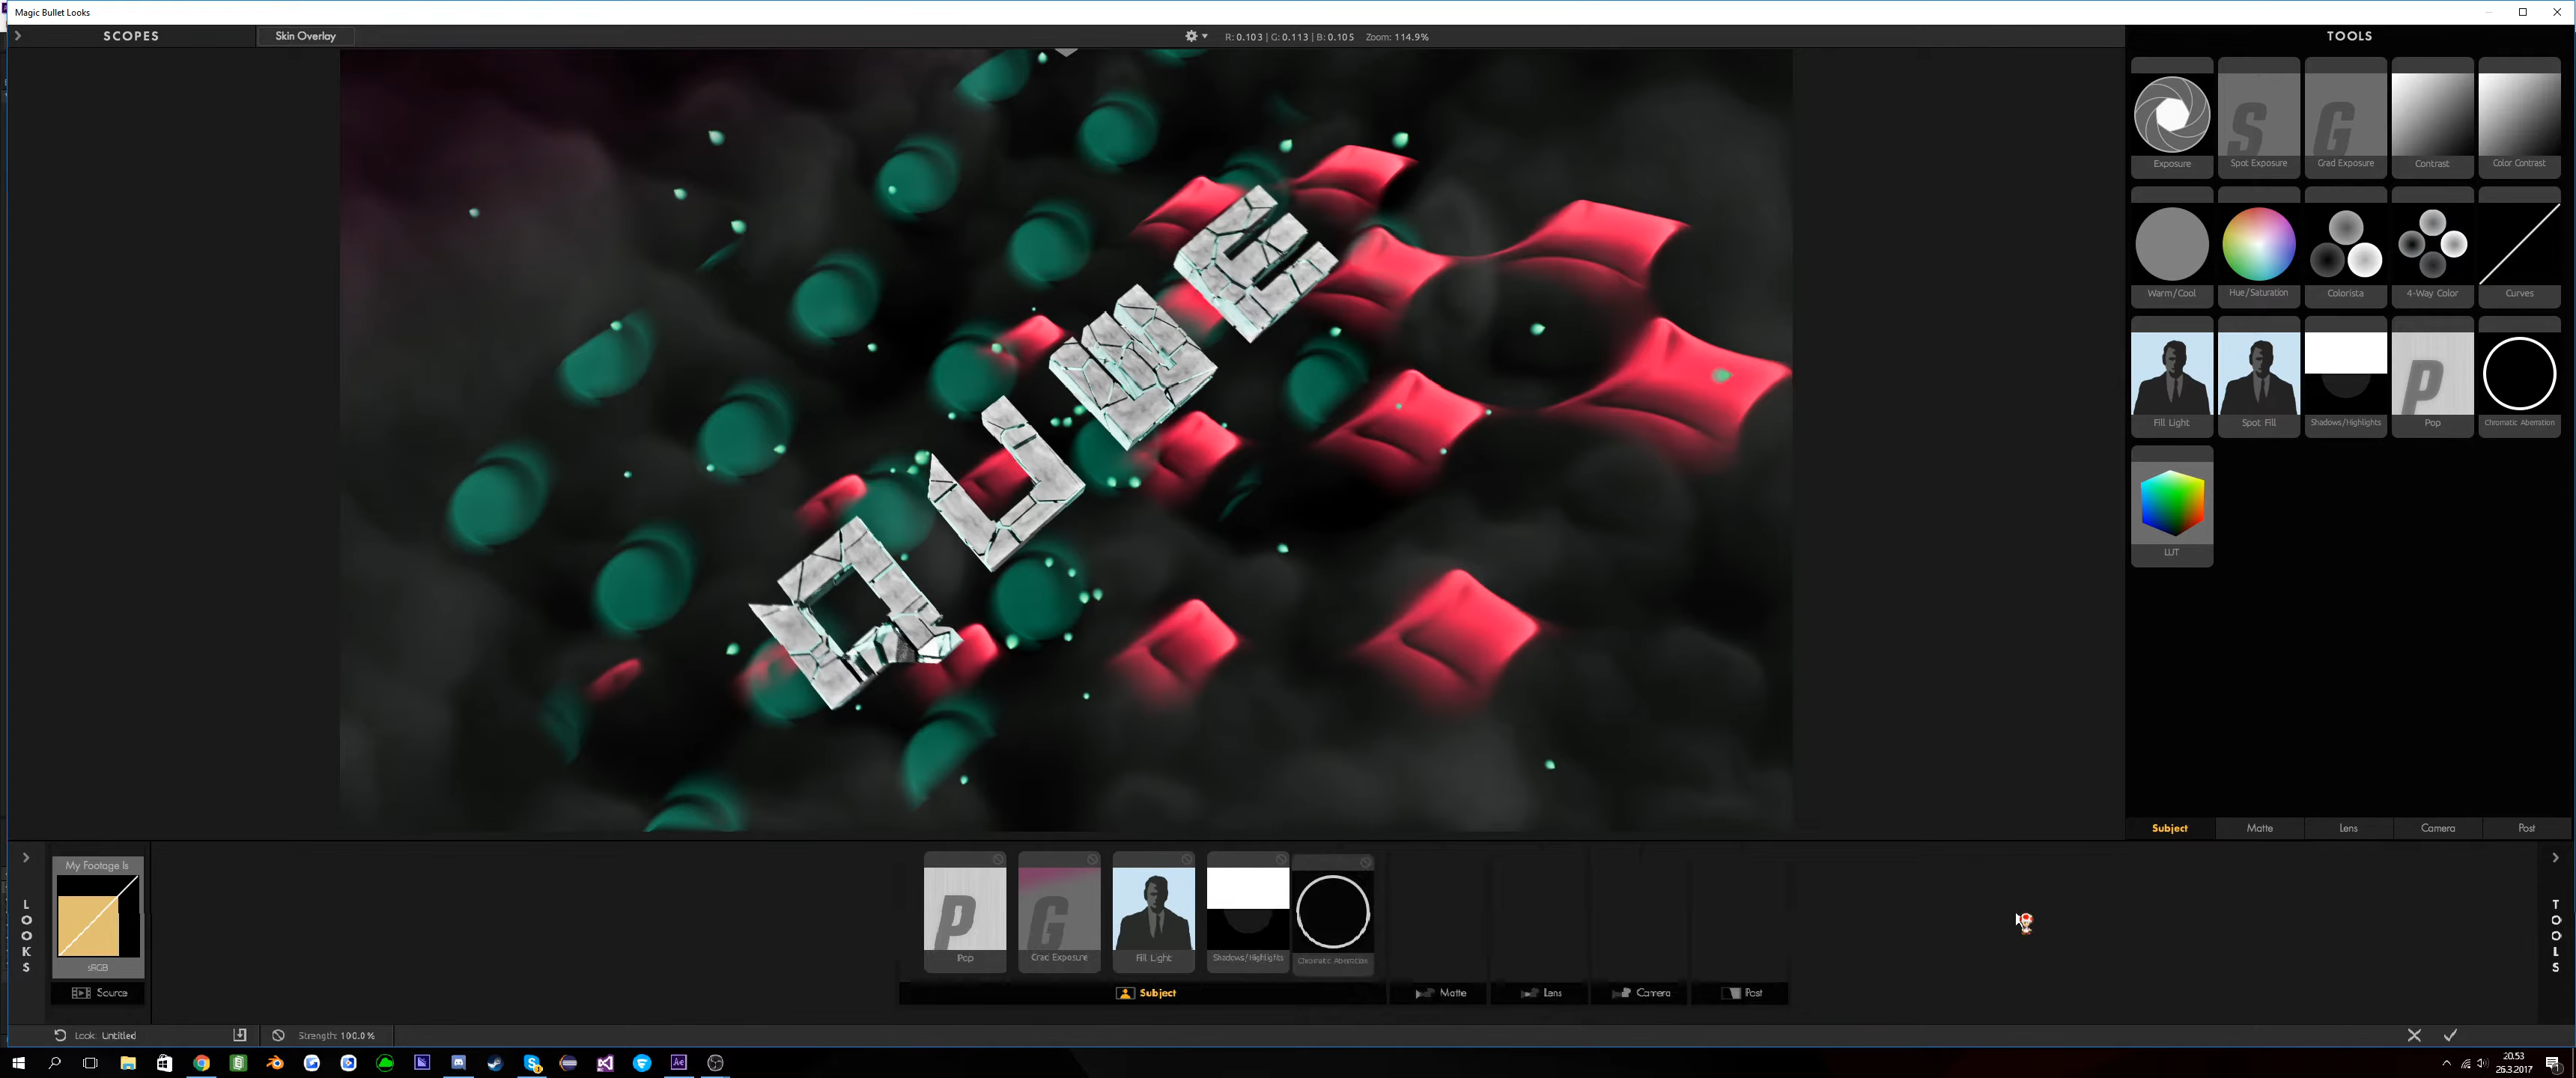 Magic Bullet Looks
SCOPES
Skin Overlay
R: 0.103 | G: 0.113 | B: 0.105 Zoom: 114.9%
TOOLS
Exposure
Spot Exposure
Grad Exposure
Contrast
Color Contrast
Warm/Cool
Hue/Saturation
Colorista
4-Way Color
Curves
Fill Light
Spot Fill
Shadows/Highlights
Pop
Chromatic Aberration
LUT
Subject
Matte
Lens
Camera
Post
LOOKS
My Footage Is
sRGB
Source
Pop
Grad Exposure
Fill Light
Shadows/Highlights
Chromatic Aberration
Subject
Matte
Lens
Camera
Post
TOOLS
Look: Untitled
Strength: 100.0%
20.53
26.3.2017